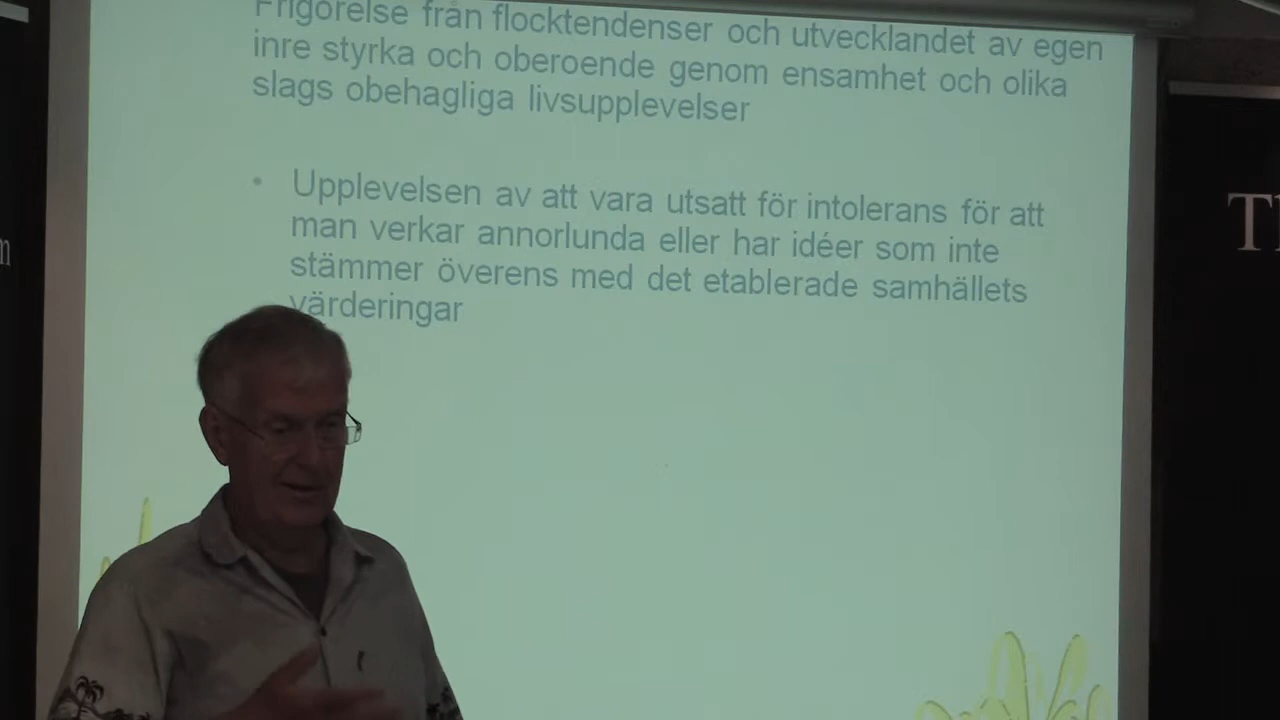 Frigörelse från flocktendenser och utvecklandet av egen
inre styrka och oberoende genom ensamhet och olika
slags obehagliga livsupplevelser
• Upplevelsen av att vara utsatt för intolerans för att
man verkar annorlunda eller har idéer som inte
stämmer överens med det etablerade samhällets
värderingar